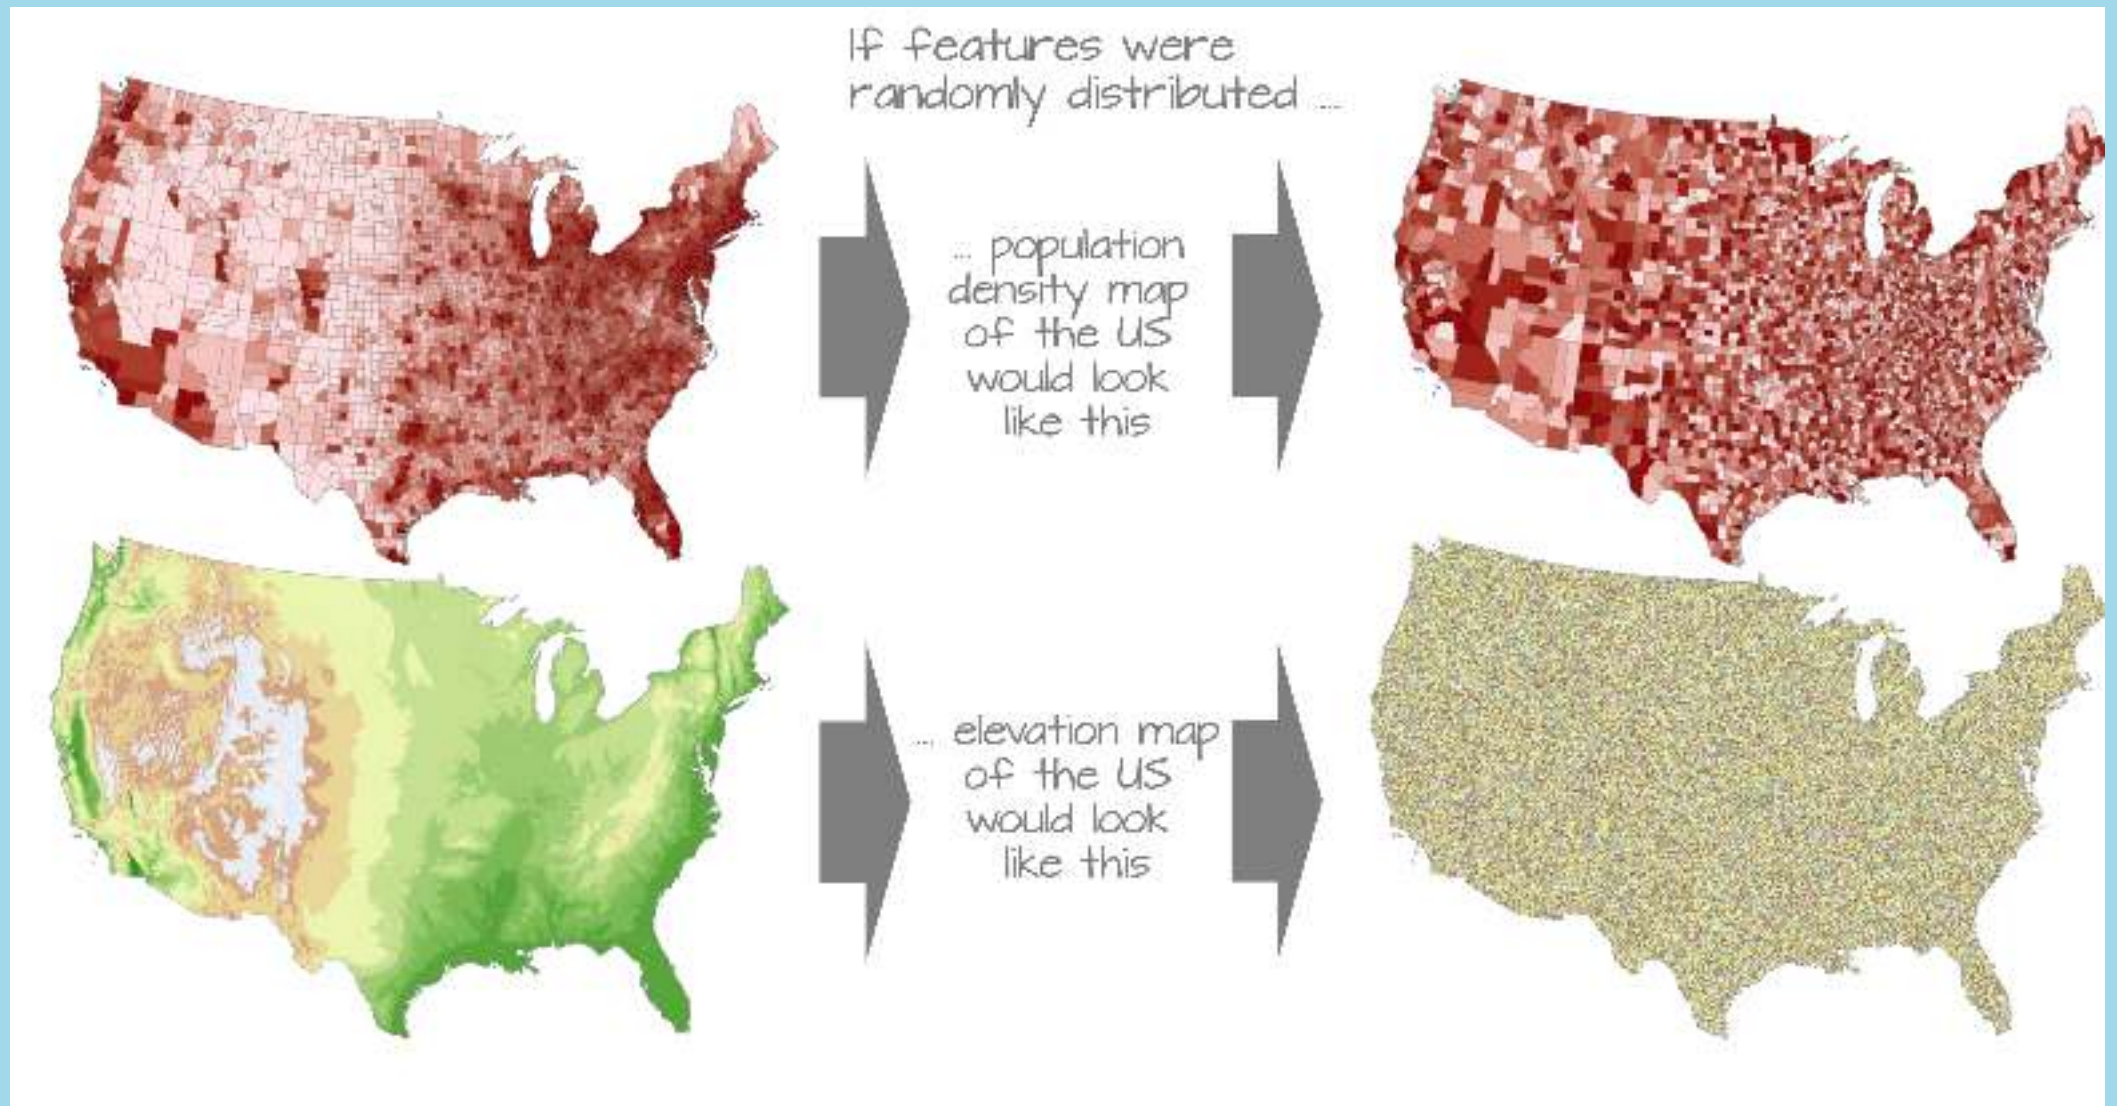 If features were
randomly distributed ...
... population
density map
of the US
would look
like this
... elevation map
of the US
would look
like this